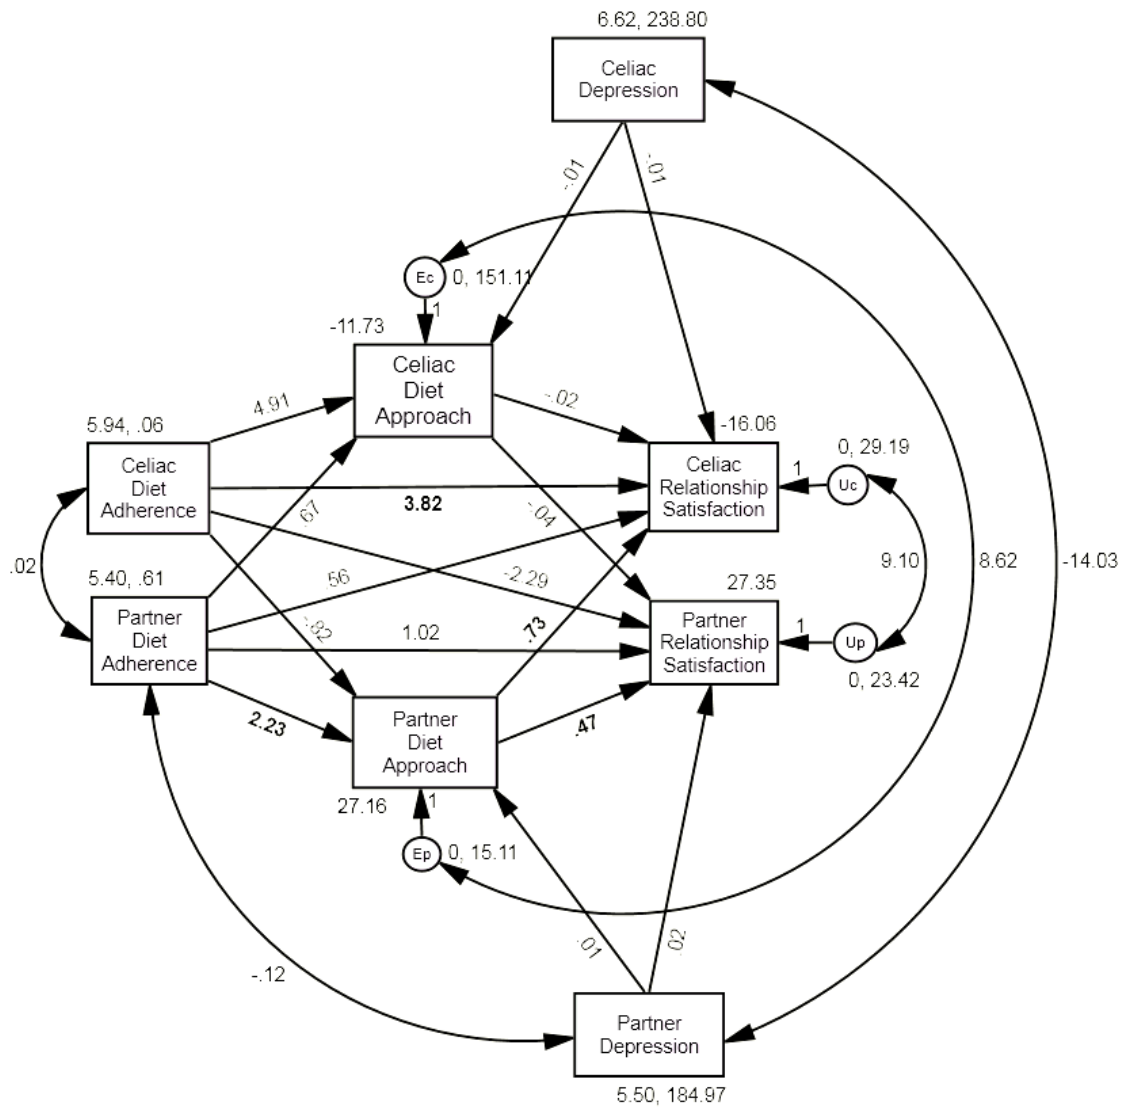 6.62, 238.80
Celiac
Depression
-.01
-.01
Ec
0, 151.11
1
-11.73
Celiac
Diet
Approach
4.91
-.02
5.94, .06
-16.06
Celiac
Diet
Adherence
3.82
Celiac
Relationship
Satisfaction
1
0, 29.19
Uc
.67
-.04
.02
56
-2.29
9.10
8.62
-14.03
5.40, .61
27.35
Partner
Diet
Adherence
-.82
1.02
.73
Partner
Relationship
Satisfaction
1
Up
0, 23.42
2.23
.47
Partner
Diet
Approach
27.16
1
Ep
0, 15.11
.01
.02
-.12
Partner
Depression
5.50, 184.97